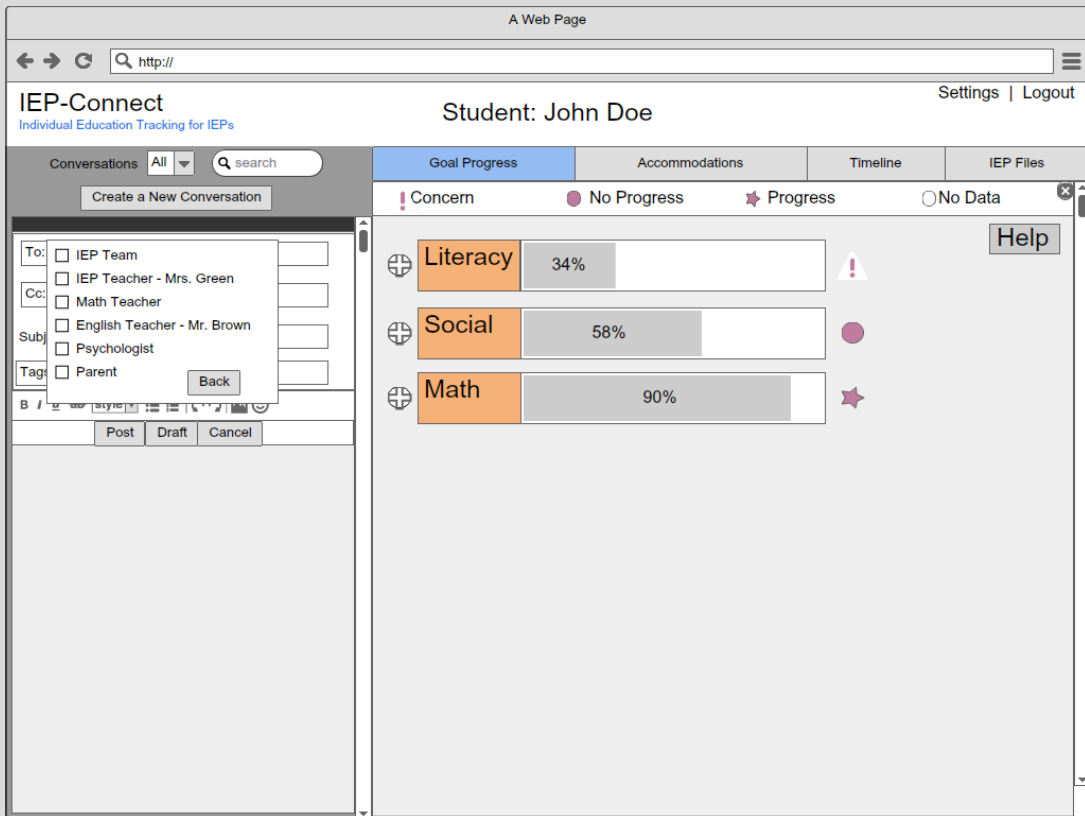 A Web Page
http://
IEP-Connect
Individual Education Tracking for IEPs
Student: John Doe
Settings | Logout
Conversations All search
Create a New Conversation
Goal Progress Accommodations Timeline IEP Files
! Concern No Progress Progress No Data
Help
To:
Cc:
Subj
Tags
IEP Team
IEP Teacher - Mrs. Green
Math Teacher
English Teacher - Mr. Brown
Psychologist
Parent
Back
B I U ab style
Post Draft Cancel
Literacy 34% !
Social 58%
Math 90%